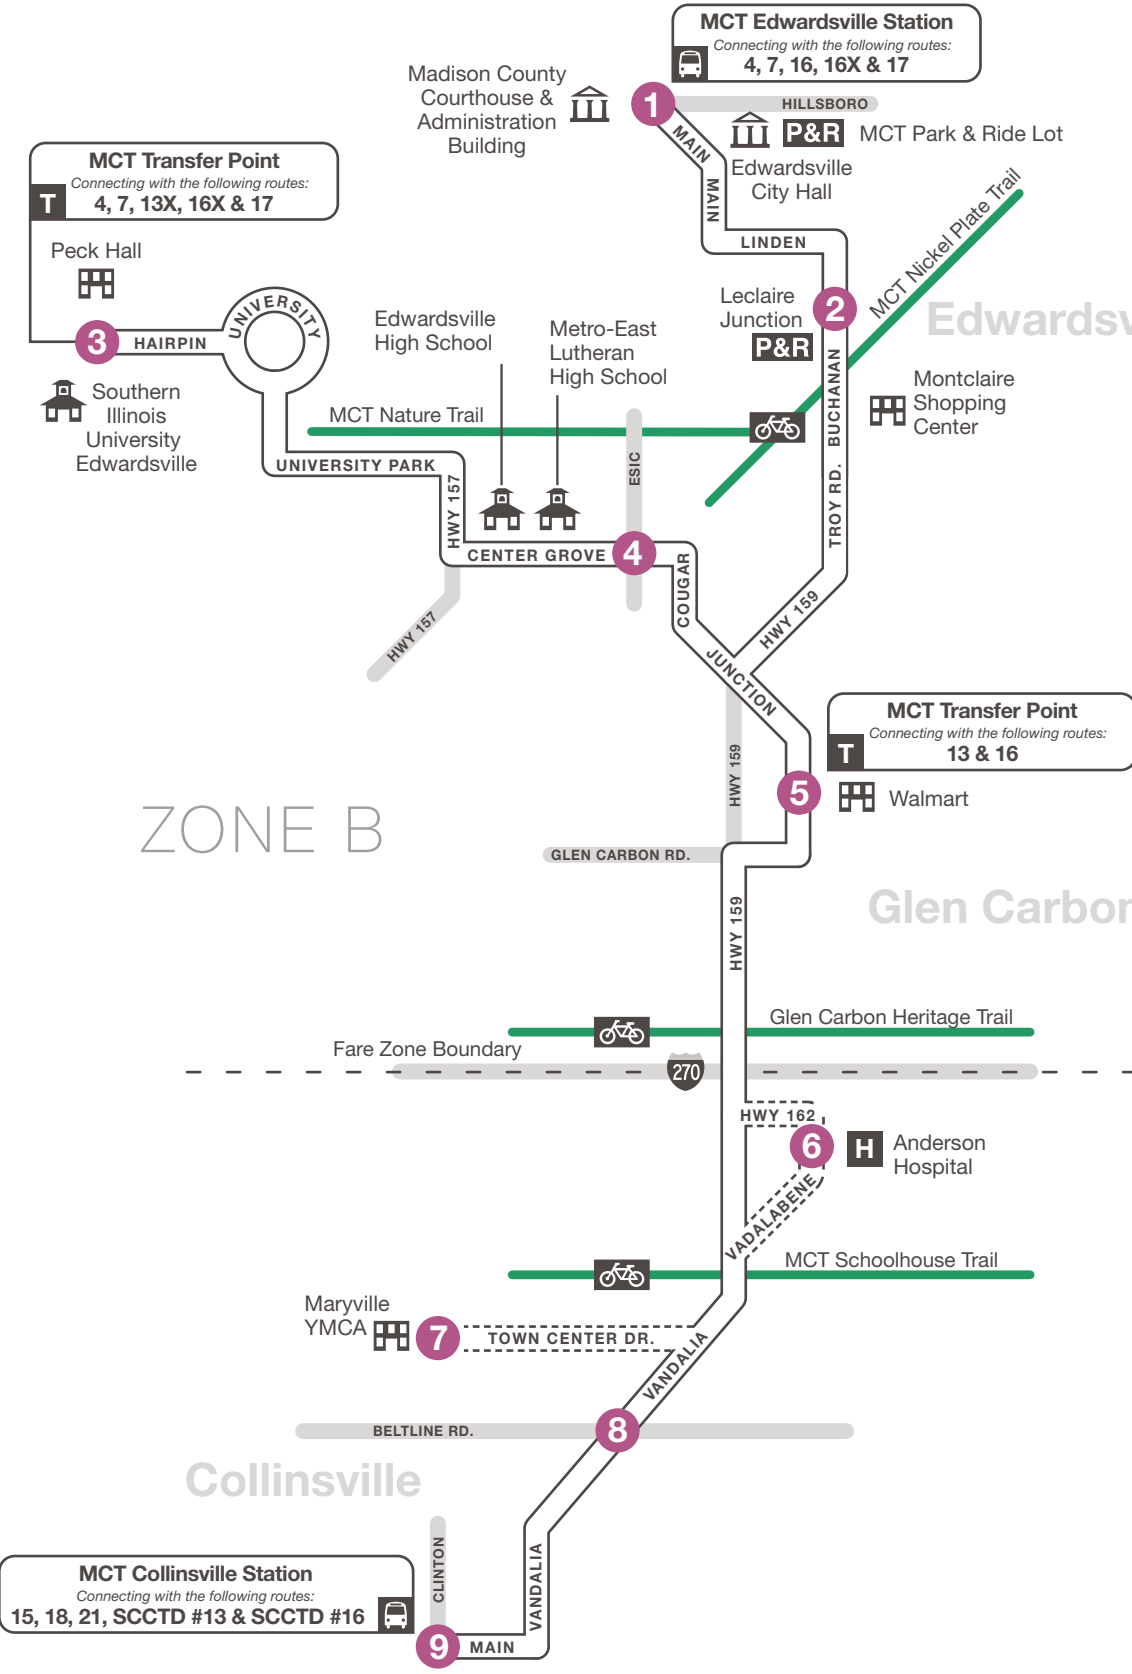 MCT Edwardsville Station
Connecting with the following routes:
4, 7, 16, 16X & 17
Madison County
Courthouse &
Administration
Building
1
HILLSBORO
MAIN
P&R
MCT Park & Ride Lot
Edwardsville
City Hall
MAIN
LINDEN
MCT Nickel Plate Trail
MCT Transfer Point
Connecting with the following routes:
T
4, 7, 13X, 16X & 17
Peck Hall
3
HAIRPIN
UNIVERSITY
Southern
Illinois
University
Edwardsville
Edwardsville
High School
Metro-East
Lutheran
High School
Leclaire
Junction
P&R
2
Edwardsv
BUCHANAN
Montclaire
Shopping
Center
MCT Nature Trail
UNIVERSITY PARK
HWY 157
ESIC
TROY RD.
CENTER GROVE
4
COUGAR
HWY 157
HWY 159
JUNCTION
MCT Transfer Point
Connecting with the following routes:
T
13 & 16
HWY 159
5
Walmart
ZONE B
GLEN CARBON RD.
Glen Carbon
HWY 159
Glen Carbon Heritage Trail
Fare Zone Boundary
270
HWY 162
6
H
Anderson
Hospital
VADALABENE
MCT Schoolhouse Trail
Maryville
YMCA
7
TOWN CENTER DR.
VANDALIA
BELTLINE RD.
8
Collinsville
CLINTON
VANDALIA
MCT Collinsville Station
Connecting with the following routes:
15, 18, 21, SCCTD #13 & SCCTD #16
9
MAIN